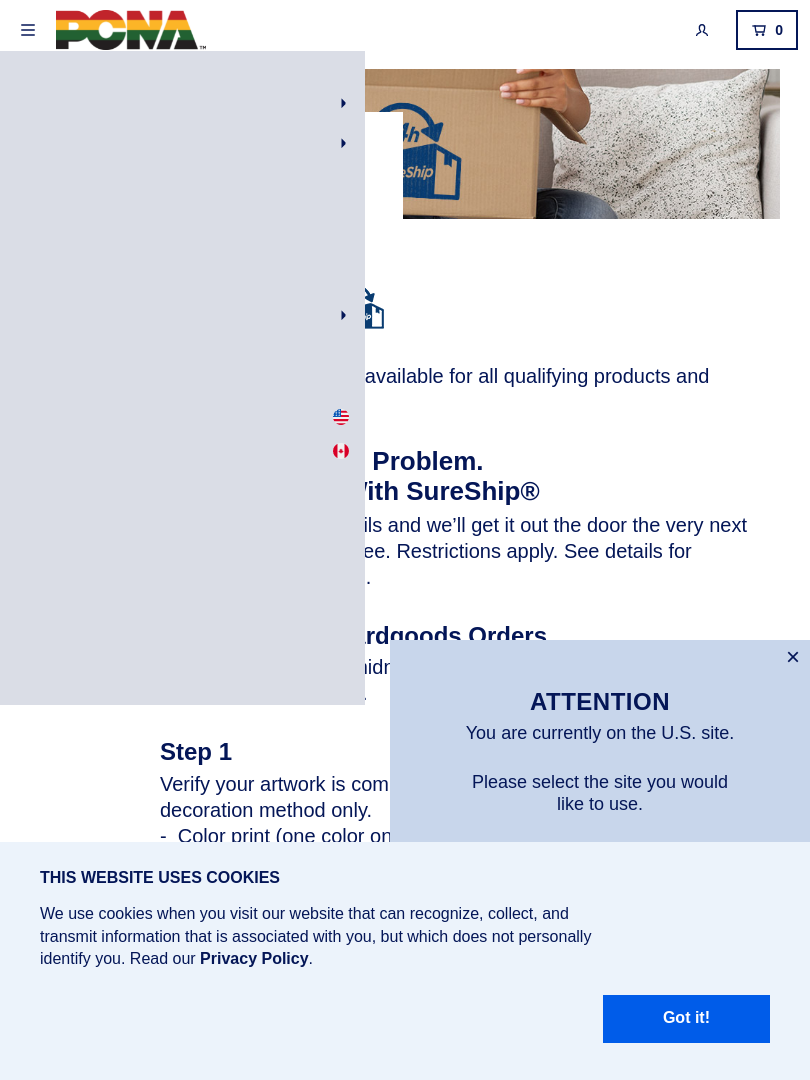 PCNA™
0
4h
eShip
available for all qualifying products and
Problem.
With SureShip®
ils and we’ll get it out the door the very next
ee. Restrictions apply. See details for
.
ardgoods Orders
midn
.
ATTENTION
You are currently on the U.S. site.
Please select the site you would
like to use.
Step 1
Verify your artwork is com
decoration method only.
- Color print (one color on
THIS WEBSITE USES COOKIES
We use cookies when you visit our website that can recognize, collect, and
transmit information that is associated with you, but which does not personally
identify you. Read our Privacy Policy.
Got it!